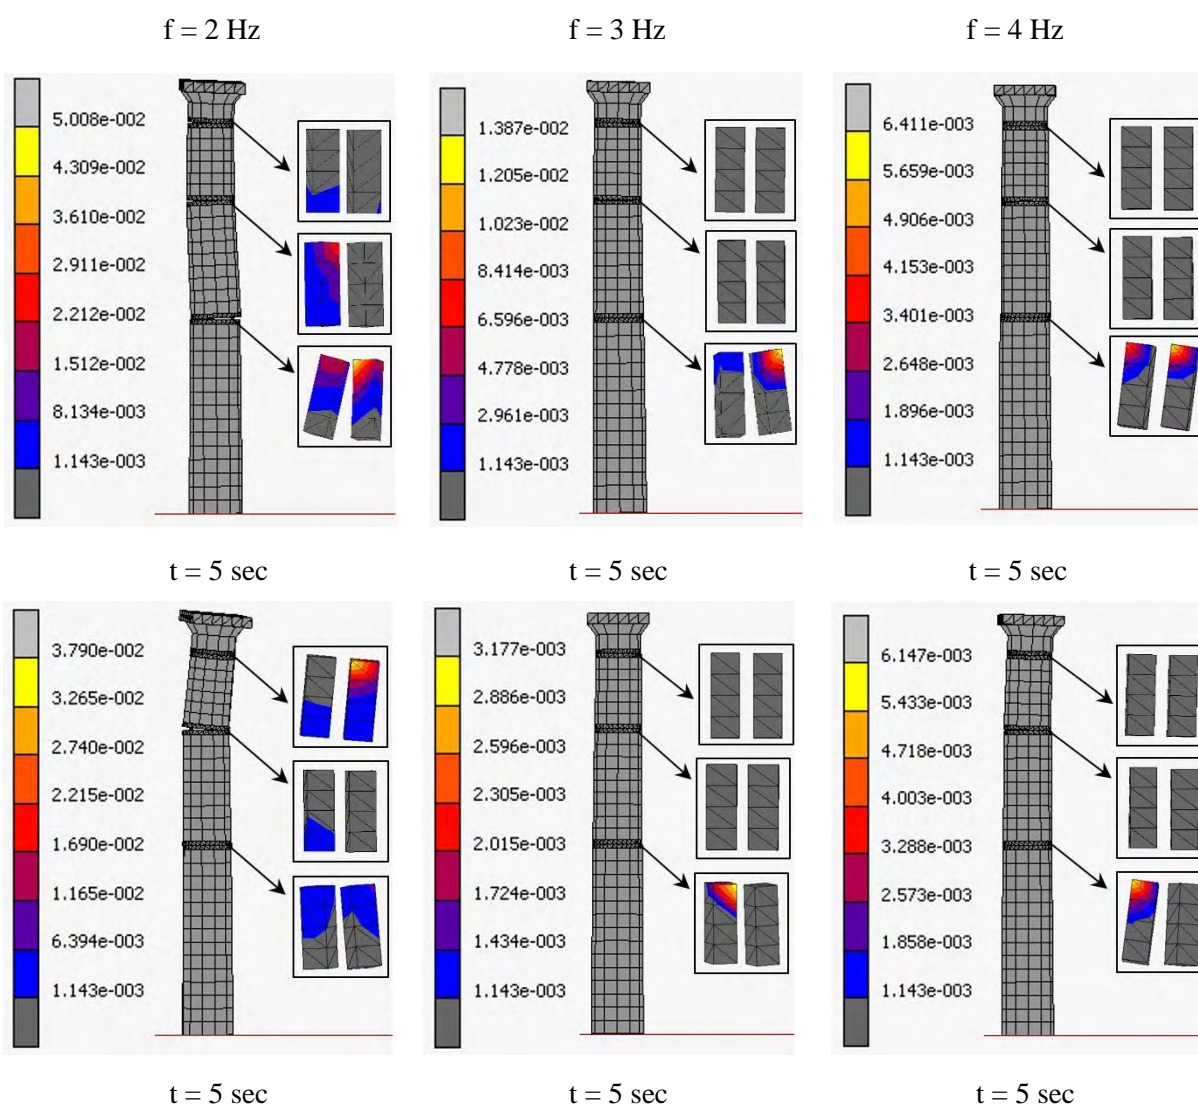 f = 2 Hz
f = 3 Hz
f = 4 Hz
5.008e-002
4.309e-002
3.610e-002
2.911e-002
2.212e-002
1.512e-002
8.134e-003
1.143e-003
1.387e-002
1.205e-002
1.023e-002
8.414e-003
6.596e-003
4.778e-003
2.961e-003
1.143e-003
6.411e-003
5.659e-003
4.906e-003
4.153e-003
3.401e-003
2.648e-003
1.896e-003
1.143e-003
t = 5 sec
t = 5 sec
t = 5 sec
3.790e-002
3.265e-002
2.740e-002
2.215e-002
1.690e-002
1.165e-002
6.394e-003
1.143e-003
3.177e-003
2.886e-003
2.596e-003
2.305e-003
2.015e-003
1.724e-003
1.434e-003
1.143e-003
6.147e-003
5.433e-003
4.718e-003
4.003e-003
3.288e-003
2.573e-003
1.858e-003
1.143e-003
t = 5 sec
t = 5 sec
t = 5 sec